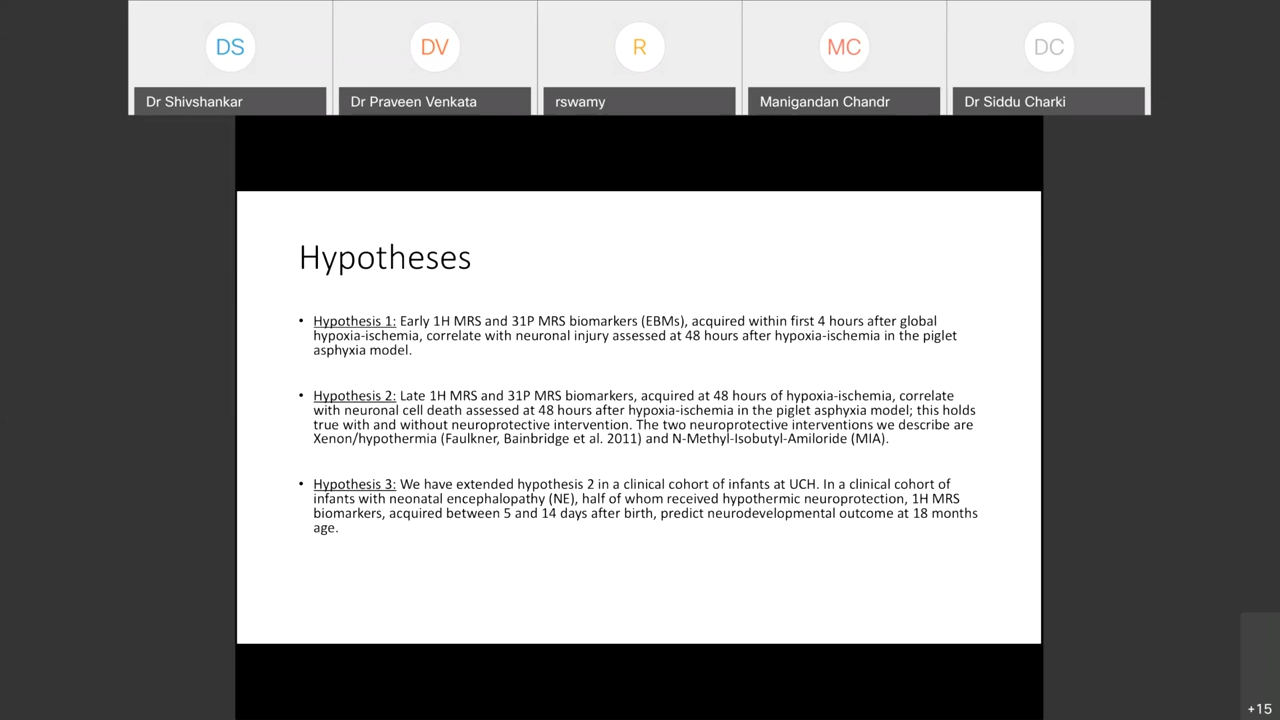 DS
DV
R
MC
DC
Dr Shivshankar
Dr Praveen Venkata
rswamy
Manigandan Chandr
Dr Siddu Charki
Hypotheses
• Hypothesis 1: Early 1H MRS and 31P MRS biomarkers (EBMs), acquired within first 4 hours after global
hypoxia-ischemia, correlate with neuronal injury assessed at 48 hours after hypoxia-ischemia in the piglet
asphyxia model.
• Hypothesis 2: Late 1H MRS and 31P MRS biomarkers, acquired at 48 hours of hypoxia-ischemia, correlate
with neuronal cell death assessed at 48 hours after hypoxia-ischemia in the piglet asphyxia model; this holds
true with and without neuroprotective intervention. The two neuroprotective interventions we describe are
Xenon/hypothermia (Faulkner, Bainbridge et al. 2011) and N-Methyl-Isobutyl-Amiloride (MIA).
• Hypothesis 3: We have extended hypothesis 2 in a clinical cohort of infants at UCH. In a clinical cohort of
infants with neonatal encephalopathy (NE), half of whom received hypothermic neuroprotection, 1H MRS
biomarkers, acquired between 5 and 14 days after birth, predict neurodevelopmental outcome at 18 months
age.
+15